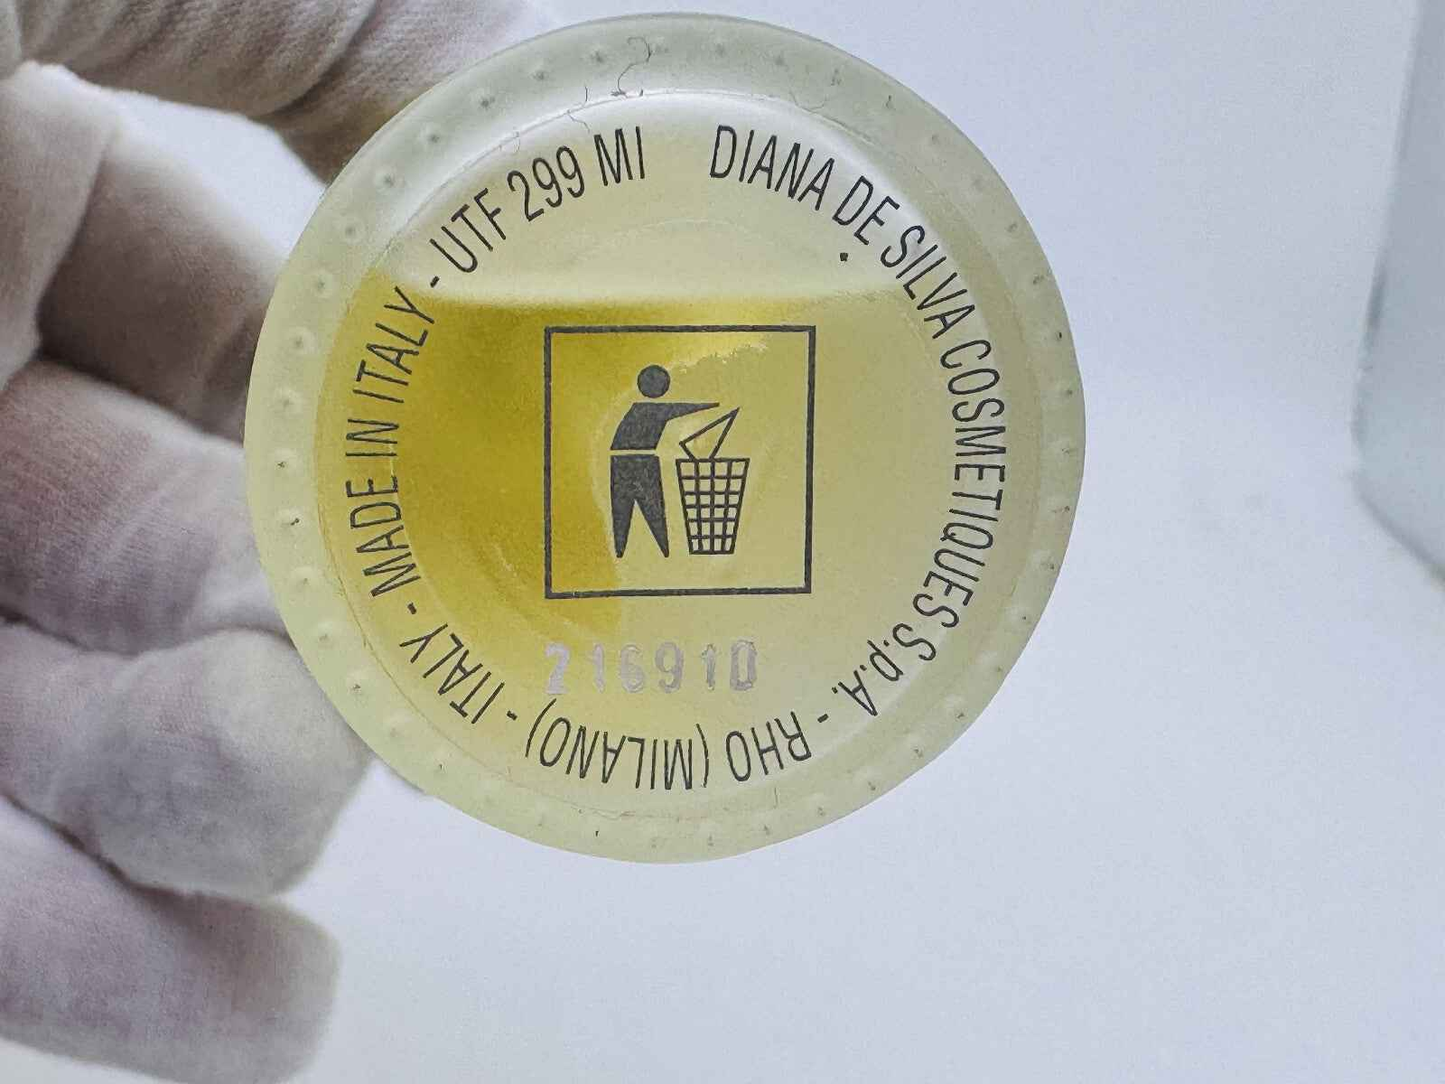 DIANA DE SILVA COSMETIQUES S.p.A. - RHO (MILANO) - ITALY - MADE IN ITALY - UTF 299 MI
216910